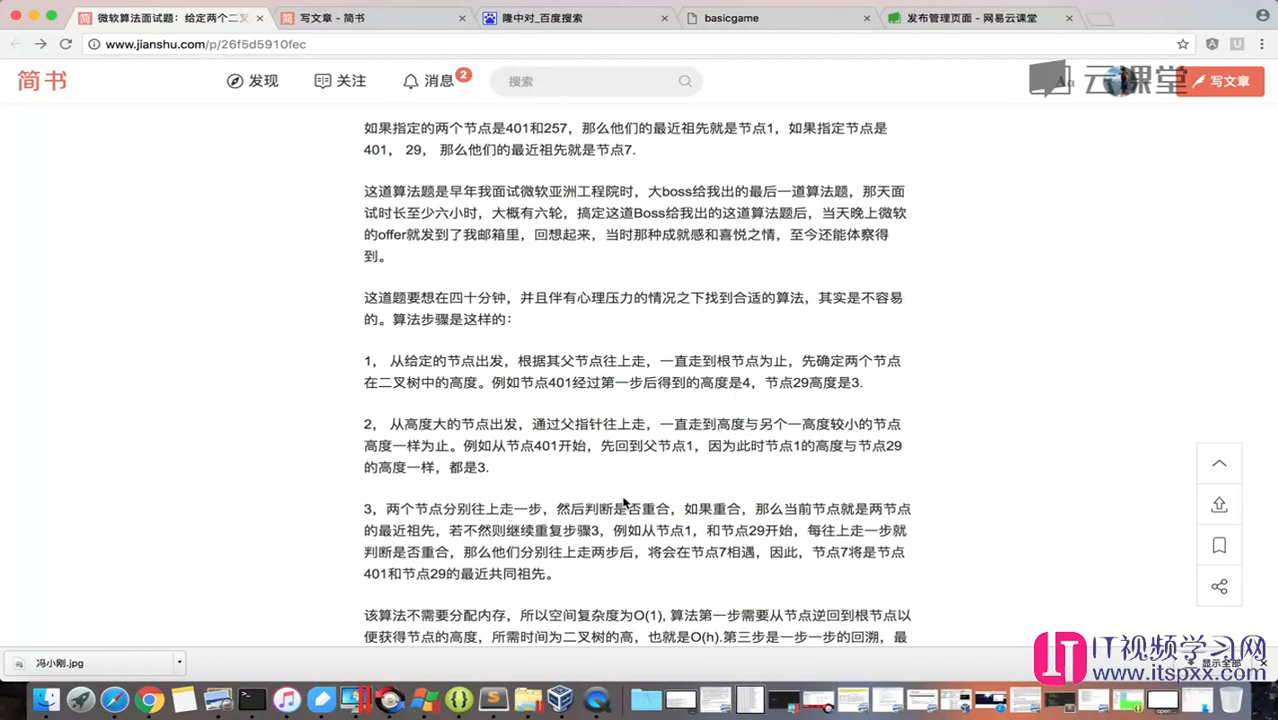 微软算法面试题：给定两个二叉
写文章 - 简书
隆中对_百度搜索
basicgame
发布管理页面 - 网易云课堂
www.jianshu.com/p/26f5d5910fec
简书
发现
关注
消息 2
搜索
云课堂
写文章
如果指定的两个节点是401和257，那么他们的最近祖先就是节点1，如果指定节点是
401， 29， 那么他们的最近祖先就是节点7.
这道算法题是早年我面试微软亚洲工程院时，大boss给我出的最后一道算法题，那天面
试时长至少六小时，大概有六轮，搞定这道Boss给我出的这道算法题后，当天晚上微软
的offer就发到了我邮箱里，回想起来，当时那种成就感和喜悦之情，至今还能体察得
到。
这道题要想在四十分钟，并且伴有心理压力的情况之下找到合适的算法，其实是不容易
的。算法步骤是这样的：
1， 从给定的节点出发，根据其父节点往上走，一直走到根节点为止，先确定两个节点
在二叉树中的高度。例如节点401经过第一步后得到的高度是4，节点29高度是3.
2， 从高度大的节点出发，通过父指针往上走，一直走到高度与另个一高度较小的节点
高度一样为止。例如从节点401开始，先回到父节点1，因为此时节点1的高度与节点29
的高度一样，都是3.
3，两个节点分别往上走一步，然后判断是否重合，如果重合，那么当前节点就是两节点
的最近祖先，若不然则继续重复步骤3，例如从节点1，和节点29开始，每往上走一步就
判断是否重合，那么他们分别往上走两步后，将会在节点7相遇，因此，节点7将是节点
401和节点29的最近共同祖先。
该算法不需要分配内存，所以空间复杂度为O(1), 算法第一步需要从节点逆回到根节点以
便获得节点的高度，所需时间为二叉树的高，也就是O(h).第三步是一步一步的回溯，最
冯小刚.jpg
显示全部
IT视频学习网
www.itspxx.com